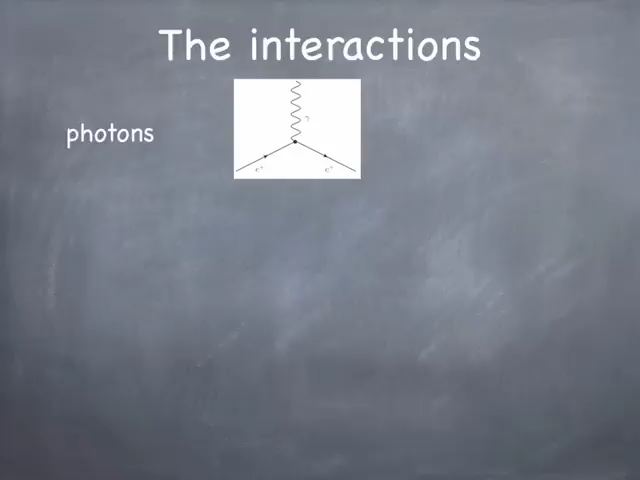 The interactions
photons
γ